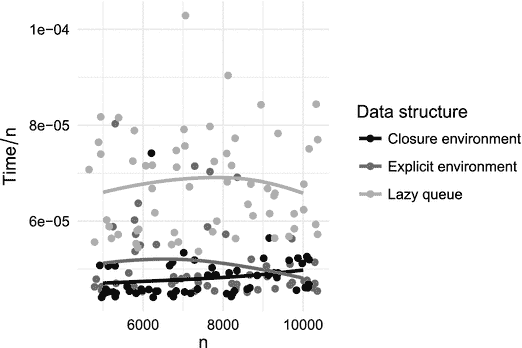 1e−04
8e−05
6e−05
Time/n
6000
8000
10000
n
Data structure
Closure environment
Explicit environment
Lazy queue